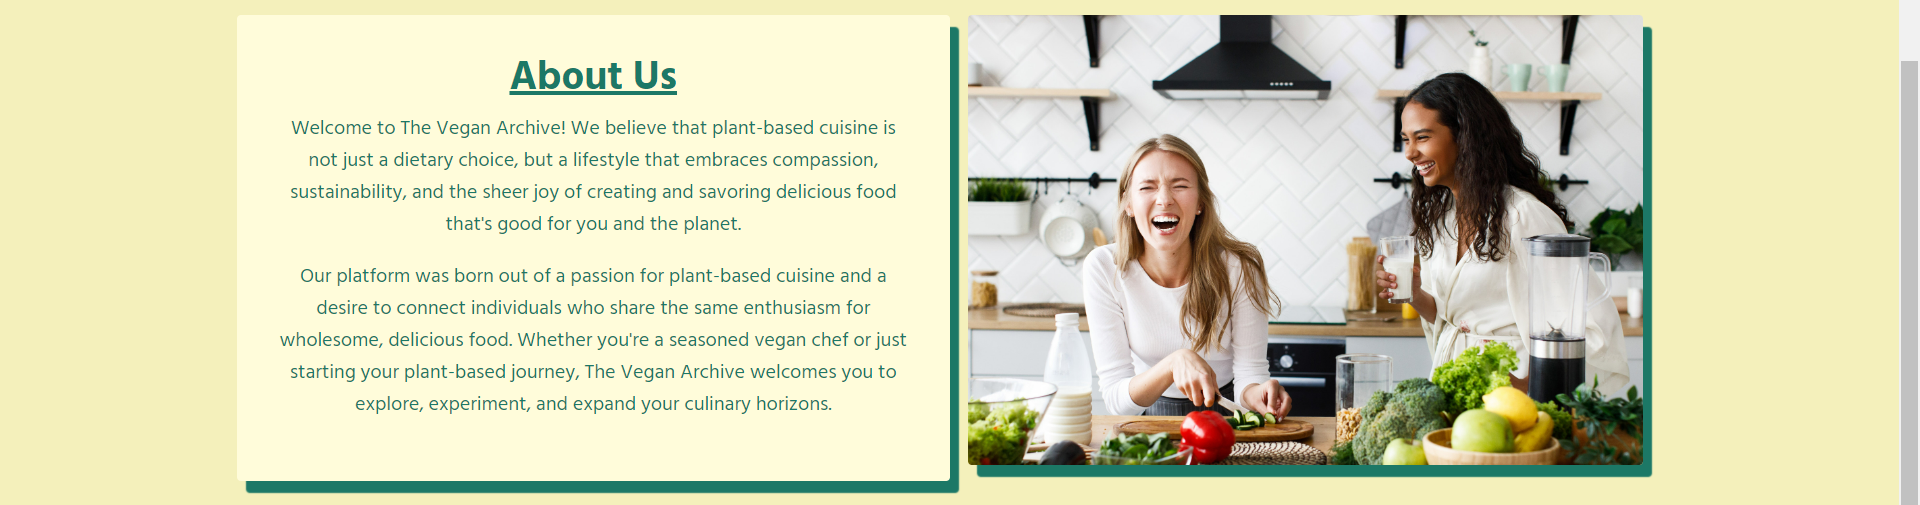 About Us
Welcome to The Vegan Archive! We believe that plant-based cuisine is
not just a dietary choice, but a lifestyle that embraces compassion,
sustainability, and the sheer joy of creating and savoring delicious food
that's good for you and the planet.
Our platform was born out of a passion for plant-based cuisine and a
desire to connect individuals who share the same enthusiasm for
wholesome, delicious food. Whether you're a seasoned vegan chef or just
starting your plant-based journey, The Vegan Archive welcomes you to
explore, experiment, and expand your culinary horizons.